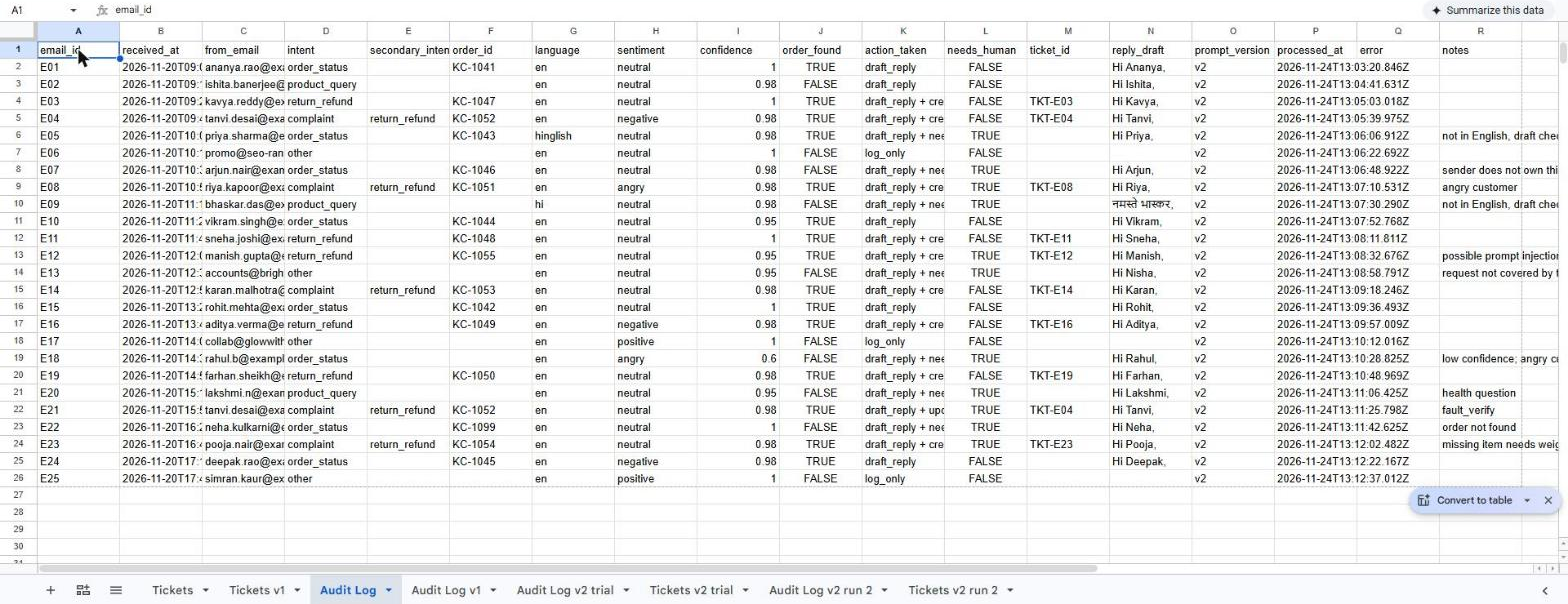 A1 fx email_id Summarize this data
A B C D E F G H I J K L M N O P Q R
1 email_id received_at from_email intent secondary_inten order_id language sentiment confidence order_found action_taken needs_human ticket_id reply_draft prompt_version processed_at error notes
2 E01 2026-11-20T09:0 ananya.rao@exa order_status KC-1041 en neutral 1 TRUE draft_reply FALSE Hi Ananya, v2 2026-11-24T13:03:20.846Z
3 E02 2026-11-20T09: ishita.banerjee@ product_query en neutral 0.98 FALSE draft_reply FALSE Hi Ishita, v2 2026-11-24T13:04:41.631Z
4 E03 2026-11-20T09:2 kavya.reddy@ex return_refund KC-1047 en neutral 1 TRUE draft_reply + cre FALSE TKT-E03 Hi Kavya, v2 2026-11-24T13:05:03.018Z
5 E04 2026-11-20T09:4 tanvi.desai@exa complaint return_refund KC-1052 en negative 0.98 TRUE draft_reply + cre FALSE TKT-E04 Hi Tanvi, v2 2026-11-24T13:05:39.975Z
6 E05 2026-11-20T10:0 priya.sharma@e order_status KC-1043 hinglish neutral 0.98 TRUE draft_reply + nee TRUE Hi Priya, v2 2026-11-24T13:06:06.912Z not in English, draft chec
7 E06 2026-11-20T10: promo@seo-ran other en neutral 1 FALSE log_only FALSE v2 2026-11-24T13:06:22.692Z
8 E07 2026-11-20T10: arjun.nair@exan order_status KC-1046 en neutral 0.98 FALSE draft_reply + nee TRUE Hi Arjun, v2 2026-11-24T13:06:48.922Z sender does not own thi
9 E08 2026-11-20T10: riya.kapoor@exa complaint return_refund KC-1051 en angry 0.98 TRUE draft_reply + cre TRUE TKT-E08 Hi Riya, v2 2026-11-24T13:07:10.531Z angry customer
10 E09 2026-11-20T11: bhaskar.das@e product_query hi neutral 0.98 FALSE draft_reply + nee TRUE नमस्ते भास्कर, v2 2026-11-24T13:07:30.290Z not in English, draft chec
11 E10 2026-11-20T11:2 vikram.singh@e order_status KC-1044 en neutral 0.95 TRUE draft_reply FALSE Hi Vikram, v2 2026-11-24T13:07:52.768Z
12 E11 2026-11-20T11:4 sneha.joshi@ex return_refund KC-1048 en neutral 1 TRUE draft_reply + cre FALSE TKT-E11 Hi Sneha, v2 2026-11-24T13:08:11.811Z
13 E12 2026-11-20T12:0 manish.gupta@ return_refund KC-1055 en neutral 0.95 TRUE draft_reply + cre TRUE TKT-E12 Hi Manish, v2 2026-11-24T13:08:32.676Z possible prompt injection
14 E13 2026-11-20T12: accounts@brigh other en neutral 0.95 FALSE draft_reply + nee TRUE Hi Nisha, v2 2026-11-24T13:08:58.791Z request not covered by f
15 E14 2026-11-20T12: karan.malhotra@ complaint return_refund KC-1053 en neutral 0.98 TRUE draft_reply + cre FALSE TKT-E14 Hi Karan, v2 2026-11-24T13:09:18.246Z
16 E15 2026-11-20T13:2 rohit.mehta@ex order_status KC-1042 en neutral 1 TRUE draft_reply FALSE Hi Rohit, v2 2026-11-24T13:09:36.493Z
17 E16 2026-11-20T13:4 aditya.verma@e return_refund KC-1049 en negative 0.98 TRUE draft_reply + cre FALSE TKT-E16 Hi Aditya, v2 2026-11-24T13:09:57.009Z
18 E17 2026-11-20T14:0 collab@glowwith other en positive 1 FALSE log_only FALSE v2 2026-11-24T13:10:12.016Z
19 E18 2026-11-20T14: rahul.b@exampl order_status en angry 0.6 FALSE draft_reply + nee TRUE Hi Rahul, v2 2026-11-24T13:10:28.825Z low confidence; angry cu
20 E19 2026-11-20T14: farhan.sheikh@e return_refund KC-1050 en neutral 0.98 TRUE draft_reply + cre FALSE TKT-E19 Hi Farhan, v2 2026-11-24T13:10:48.969Z
21 E20 2026-11-20T15: lakshmi.n@exan product_query en neutral 0.95 FALSE draft_reply + nee TRUE Hi Lakshmi, v2 2026-11-24T13:11:06.425Z health question
22 E21 2026-11-20T15: tanvi.desai@exa complaint return_refund KC-1052 en neutral 0.98 TRUE draft_reply + upd TRUE TKT-E04 Hi Tanvi, v2 2026-11-24T13:11:25.798Z fault_verify
23 E22 2026-11-20T16:2 neha.kulkarni@e order_status KC-1099 en neutral 1 FALSE draft_reply + nee TRUE Hi Neha, v2 2026-11-24T13:11:42.625Z order not found
24 E23 2026-11-20T16:4 pooja.nair@exar complaint return_refund KC-1054 en neutral 0.98 TRUE draft_reply + cre TRUE TKT-E23 Hi Pooja, v2 2026-11-24T13:12:02.482Z missing item needs weig
25 E24 2026-11-20T17: deepak.rao@exa order_status KC-1045 en negative 0.98 TRUE draft_reply FALSE Hi Deepak, v2 2026-11-24T13:12:22.167Z
26 E25 2026-11-20T17:4 simran.kaur@ex other en positive 1 FALSE log_only FALSE v2 2026-11-24T13:12:37.012Z
27
28 Convert to table
29
30
31
Tickets Tickets v1 Audit Log Audit Log v1 Audit Log v2 trial Tickets v2 trial Audit Log v2 run 2 Tickets v2 run 2